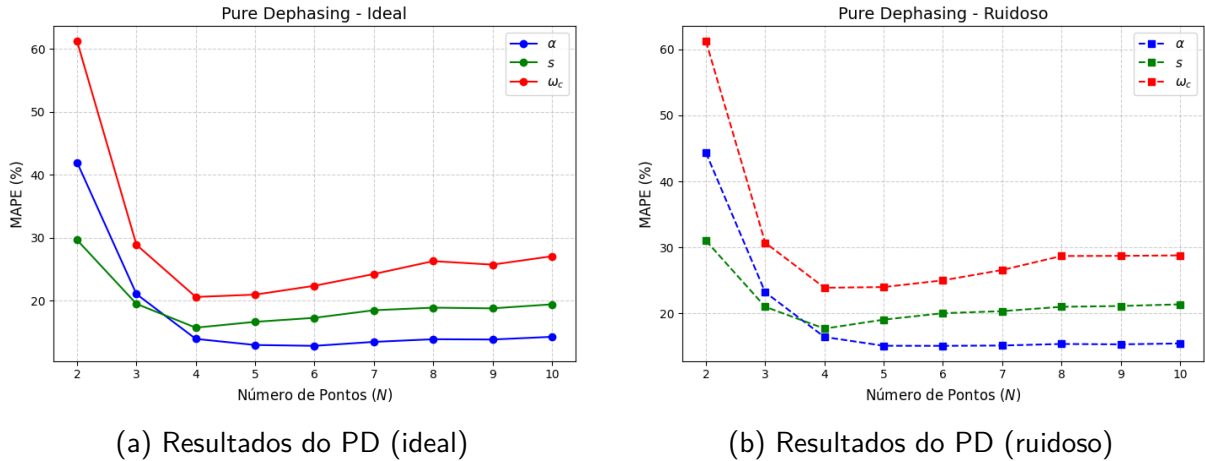 Pure Dephasing - Ideal
α
s
ω_c
60
50
40
30
20
MAPE (%)
2 3 4 5 6 7 8 9 10
Número de Pontos (N)
(a) Resultados do PD (ideal)
Pure Dephasing - Ruidoso
α
s
ω_c
60
50
40
30
20
MAPE (%)
2 3 4 5 6 7 8 9 10
Número de Pontos (N)
(b) Resultados do PD (ruidoso)